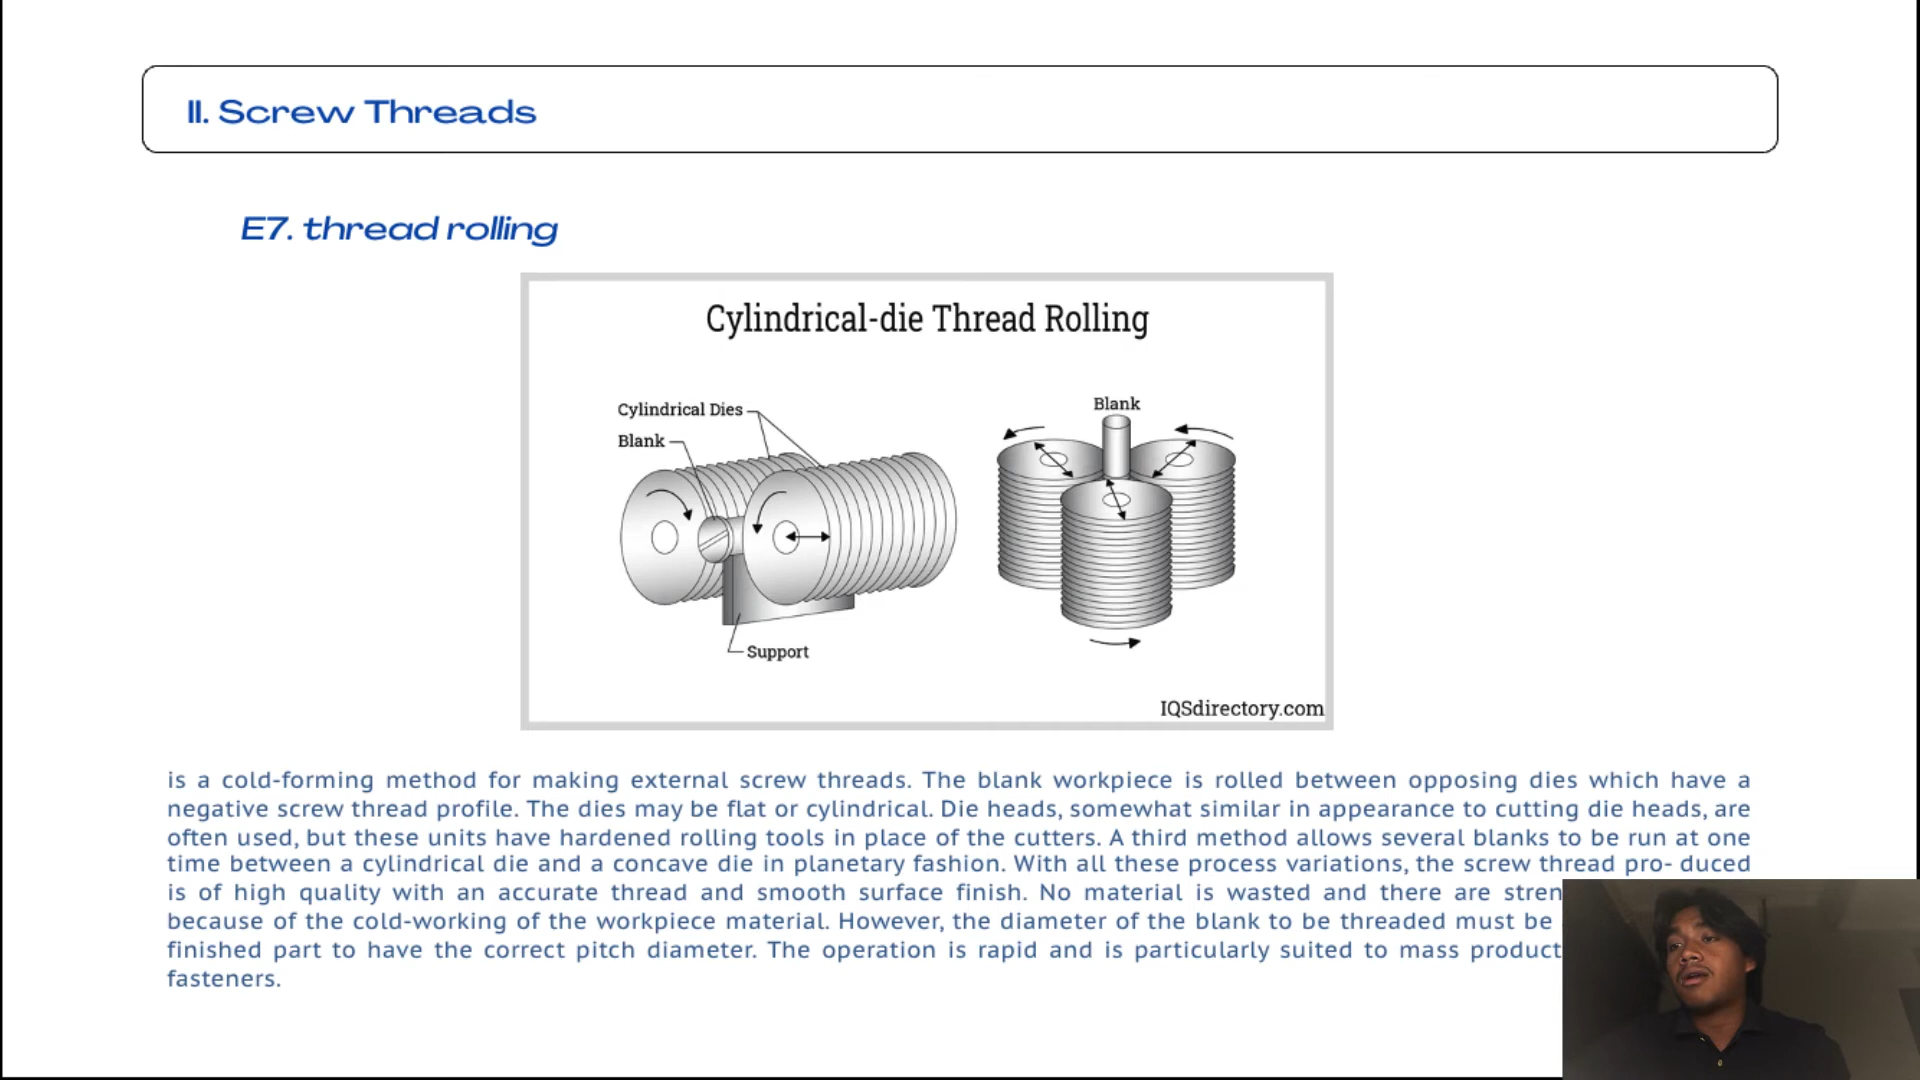 II. Screw Threads
E7. thread rolling
Cylindrical-die Thread Rolling
Cylindrical Dies
Blank
Blank
Support
IQSdirectory.com
is a cold-forming method for making external screw threads. The blank workpiece is rolled between opposing dies which have a
negative screw thread profile. The dies may be flat or cylindrical. Die heads, somewhat similar in appearance to cutting die heads, are
often used, but these units have hardened rolling tools in place of the cutters. A third method allows several blanks to be run at one
time between a cylindrical die and a concave die in planetary fashion. With all these process variations, the screw thread pro- duced
is of high quality with an accurate thread and smooth surface finish. No material is wasted and there are stren
because of the cold-working of the workpiece material. However, the diameter of the blank to be threaded must be
finished part to have the correct pitch diameter. The operation is rapid and is particularly suited to mass product
fasteners.